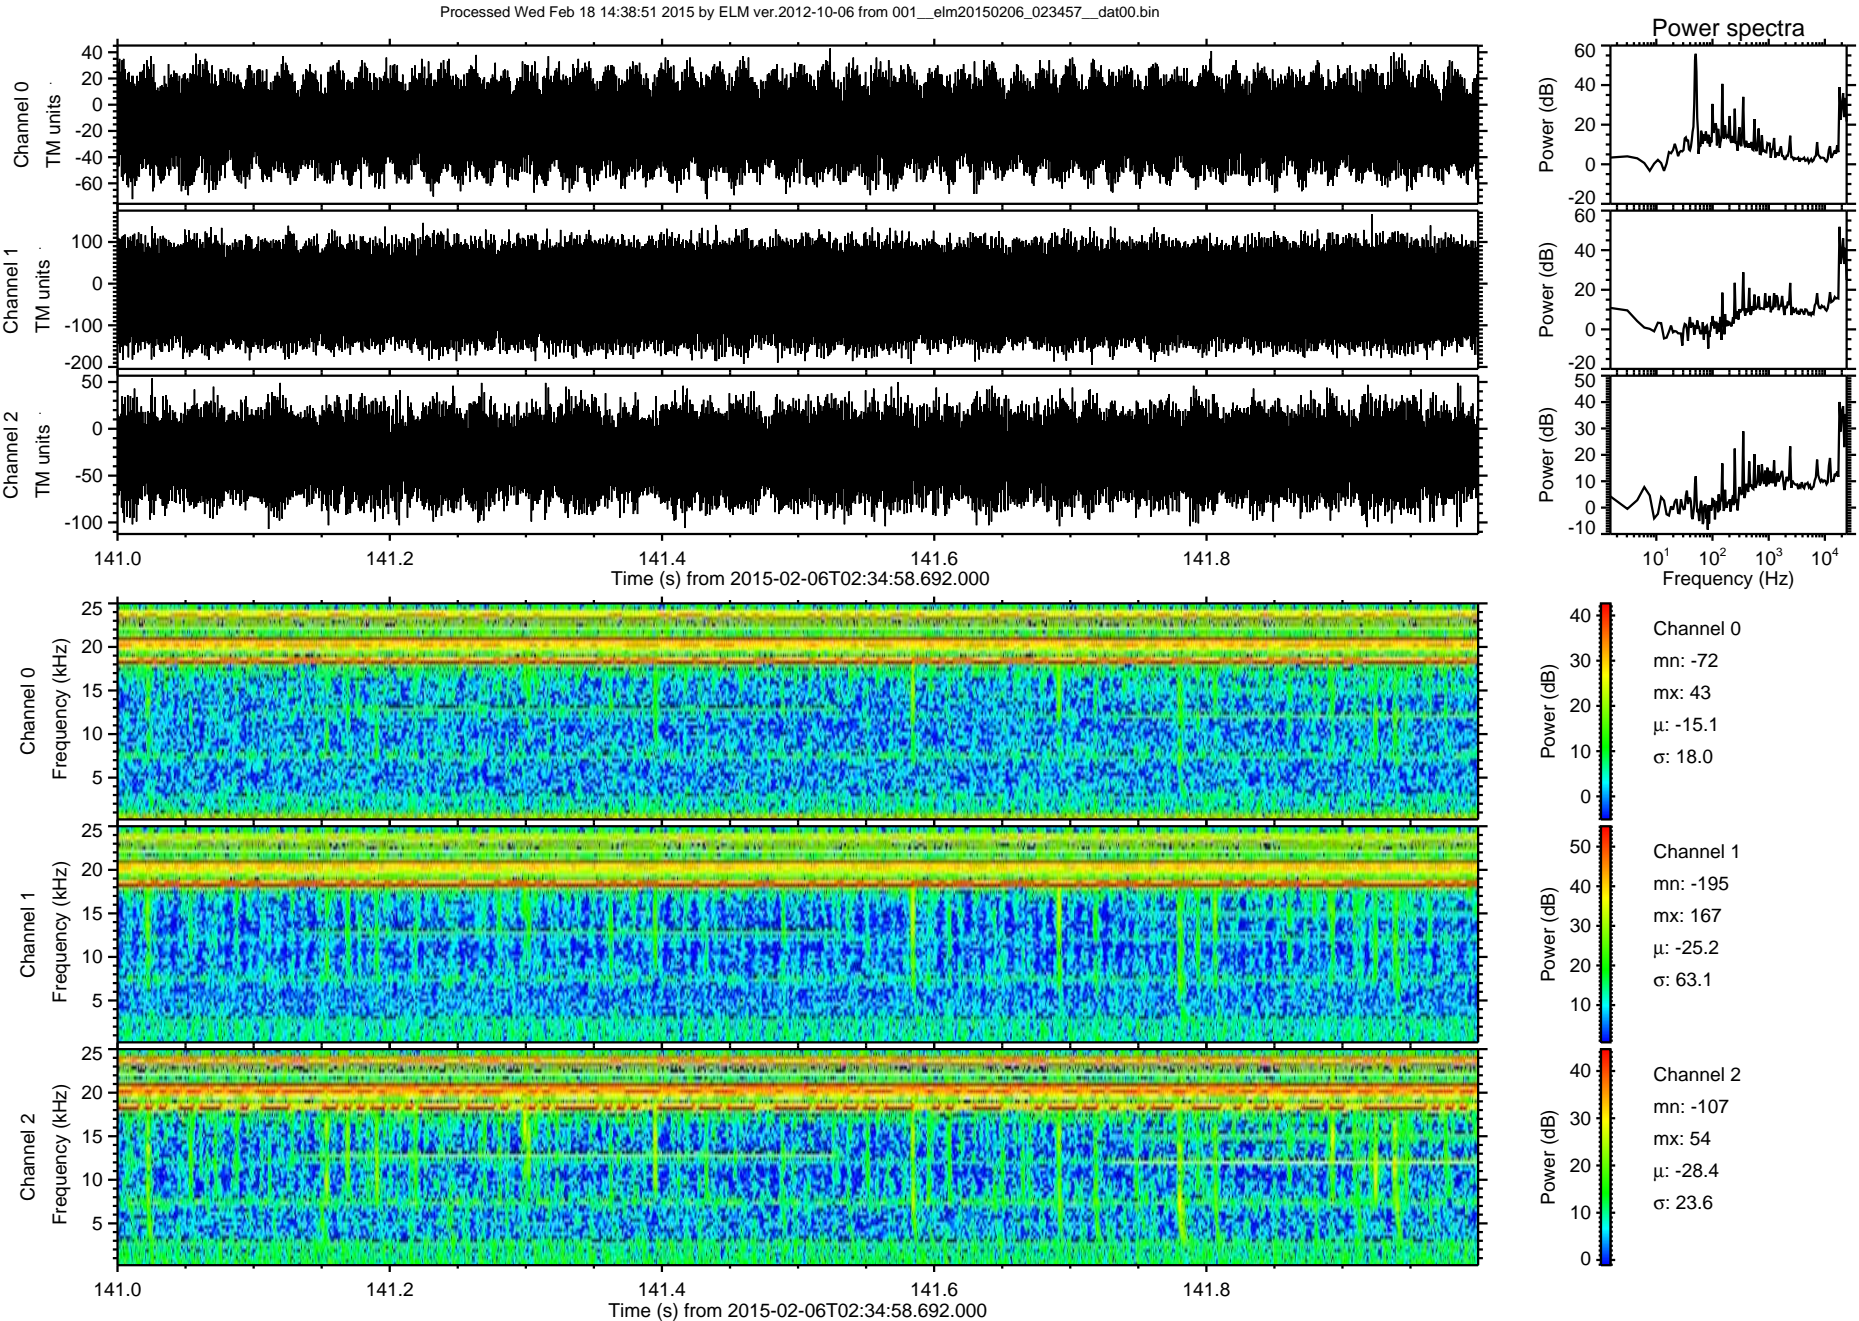 Processed Wed Feb 18 14:38:51 2015 by ELM ver.2012-10-06 from 001__elm20150206_023457__dat00.bin
Power spectra
Channel 0
TM units
40
20
0
-20
-40
-60
Power (dB)
60
40
20
0
-20
Channel 1
TM units
100
0
-100
-200
Power (dB)
60
40
20
0
-20
Channel 2
TM units
50
0
-50
-100
Power (dB)
50
40
30
20
10
0
-10
141.0 141.2 141.4 141.6 141.8
Time (s) from 2015-02-06T02:34:58.692.000
10^1 10^2 10^3 10^4
Frequency (Hz)
Channel 0
Frequency (kHz)
25
20
15
10
5
Power (dB)
40
30
20
10
0
Channel 0
mn: -72
mx: 43
μ: -15.1
σ: 18.0
Channel 1
Frequency (kHz)
25
20
15
10
5
Power (dB)
50
40
30
20
10
Channel 1
mn: -195
mx: 167
μ: -25.2
σ: 63.1
Channel 2
Frequency (kHz)
25
20
15
10
5
Power (dB)
40
30
20
10
0
Channel 2
mn: -107
mx: 54
μ: -28.4
σ: 23.6
141.0 141.2 141.4 141.6 141.8
Time (s) from 2015-02-06T02:34:58.692.000